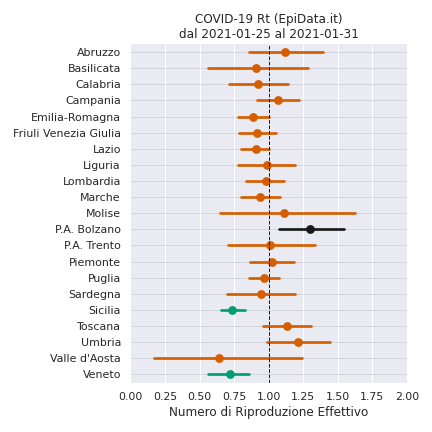 COVID-19 Rt (EpiData.it)
dal 2021-01-25 al 2021-01-31
Abruzzo
Basilicata
Calabria
Campania
Emilia-Romagna
Friuli Venezia Giulia
Lazio
Liguria
Lombardia
Marche
Molise
P.A. Bolzano
P.A. Trento
Piemonte
Puglia
Sardegna
Sicilia
Toscana
Umbria
Valle d'Aosta
Veneto
0.00 0.25 0.50 0.75 1.00 1.25 1.50 1.75 2.00
Numero di Riproduzione Effettivo